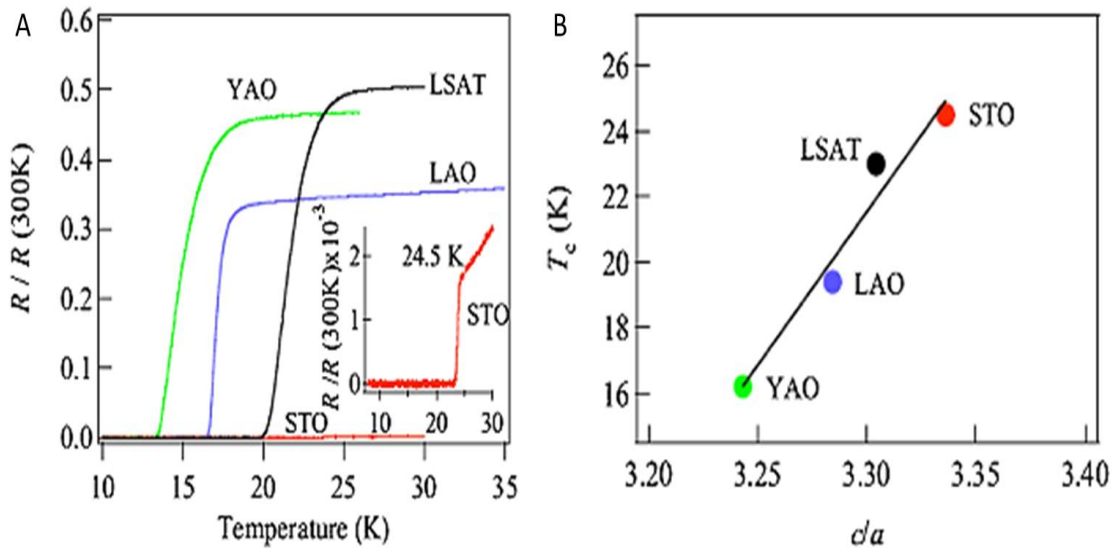 A
R / R (300K)
0.6
0.5
0.4
0.3
0.2
0.1
0.0
YAO
LSAT
LAO
STO
10 15 20 25 30 35
Temperature (K)
R /R (300K)x10⁻³
2
1
0
24.5 K
STO
10 20 30
B
T_c (K)
26
24
22
20
18
16
STO
LSAT
LAO
YAO
3.20 3.25 3.30 3.35 3.40
c/a